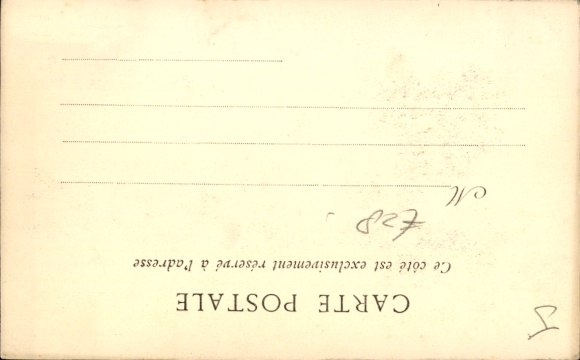 CARTE POSTALE
Ce côté est exclusivement réservé à l'adresse
M